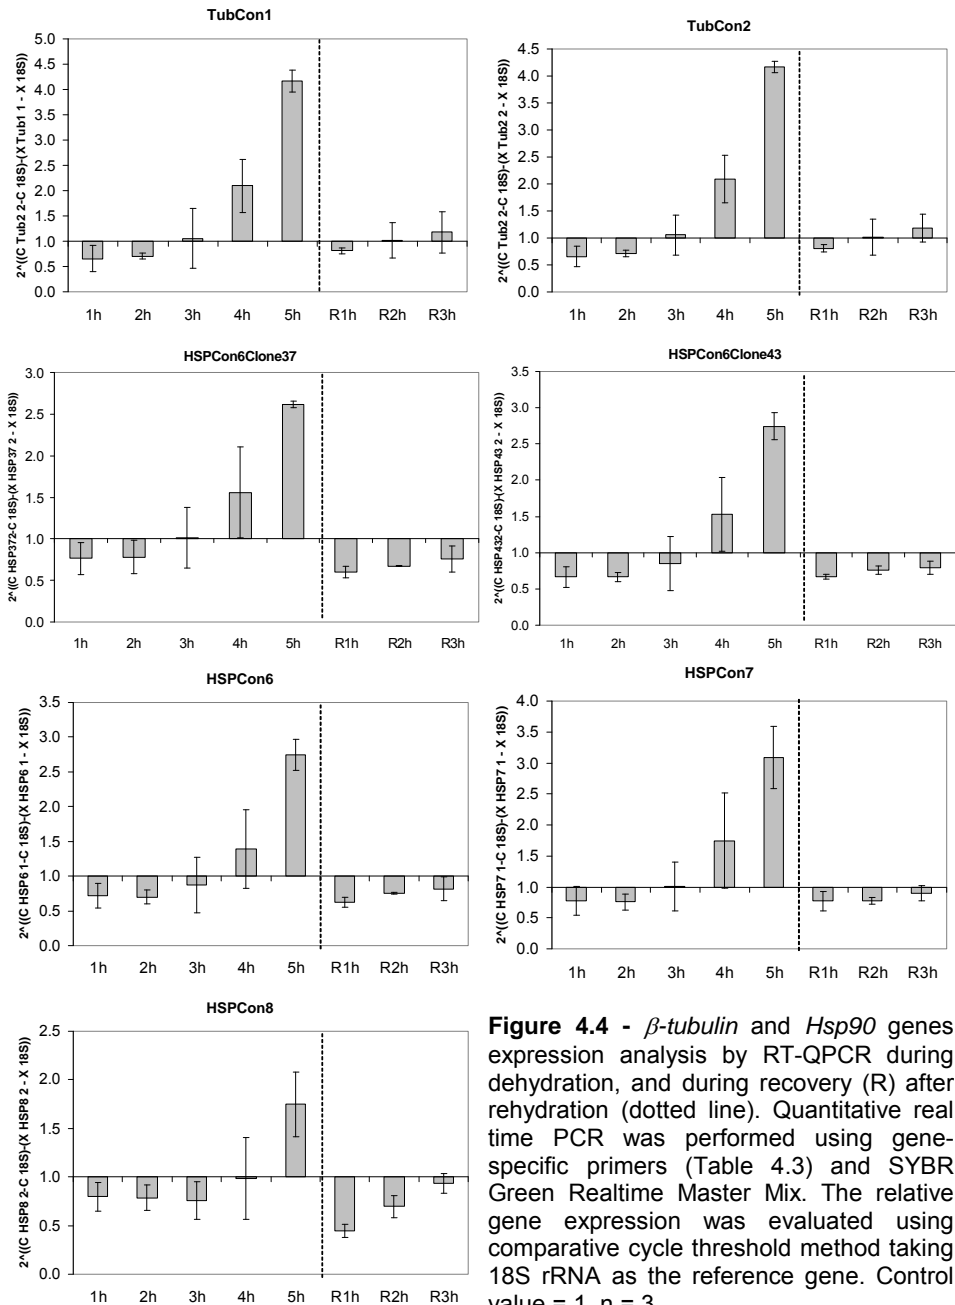 TubCon1
2^((C Tub2 2-C 18S)-(X Tub1 1 - X 18S))
5.0
4.5
4.0
3.5
3.0
2.5
2.0
1.5
1.0
0.5
0.0
1h 2h 3h 4h 5h R1h R2h R3h
TubCon2
2^((C Tub2 2-C 18S)-(X Tub2 2 - X 18S))
4.5
4.0
3.5
3.0
2.5
2.0
1.5
1.0
0.5
0.0
1h 2h 3h 4h 5h R1h R2h R3h
HSPCon6Clone37
2^((C HSP372-C 18S)-(X HSP37 2 - X 18S))
3.0
2.5
2.0
1.5
1.0
0.5
0.0
1h 2h 3h 4h 5h R1h R2h R3h
HSPCon6Clone43
2^((C HSP432-C 18S)-(X HSP43 2 - X 18S))
3.5
3.0
2.5
2.0
1.5
1.0
0.5
0.0
1h 2h 3h 4h 5h R1h R2h R3h
HSPCon6
2^((C HSP6 1-C 18S)-(X HSP6 1 - X 18S))
3.5
3.0
2.5
2.0
1.5
1.0
0.5
0.0
1h 2h 3h 4h 5h R1h R2h R3h
HSPCon7
2^((C HSP7 1-C 18S)-(X HSP7 1 - X 18S))
4.0
3.5
3.0
2.5
2.0
1.5
1.0
0.5
0.0
1h 2h 3h 4h 5h R1h R2h R3h
HSPCon8
2^((C HSP8 2-C 18S)-(X HSP8 2 - X 18S))
2.5
2.0
1.5
1.0
0.5
0.0
1h 2h 3h 4h 5h R1h R2h R3h
Figure 4.4 - β-tubulin and Hsp90 genes
expression analysis by RT-QPCR during
dehydration, and during recovery (R) after
rehydration (dotted line). Quantitative real
time PCR was performed using gene-
specific primers (Table 4.3) and SYBR
Green Realtime Master Mix. The relative
gene expression was evaluated using
comparative cycle threshold method taking
18S rRNA as the reference gene. Control
value = 1, n = 3